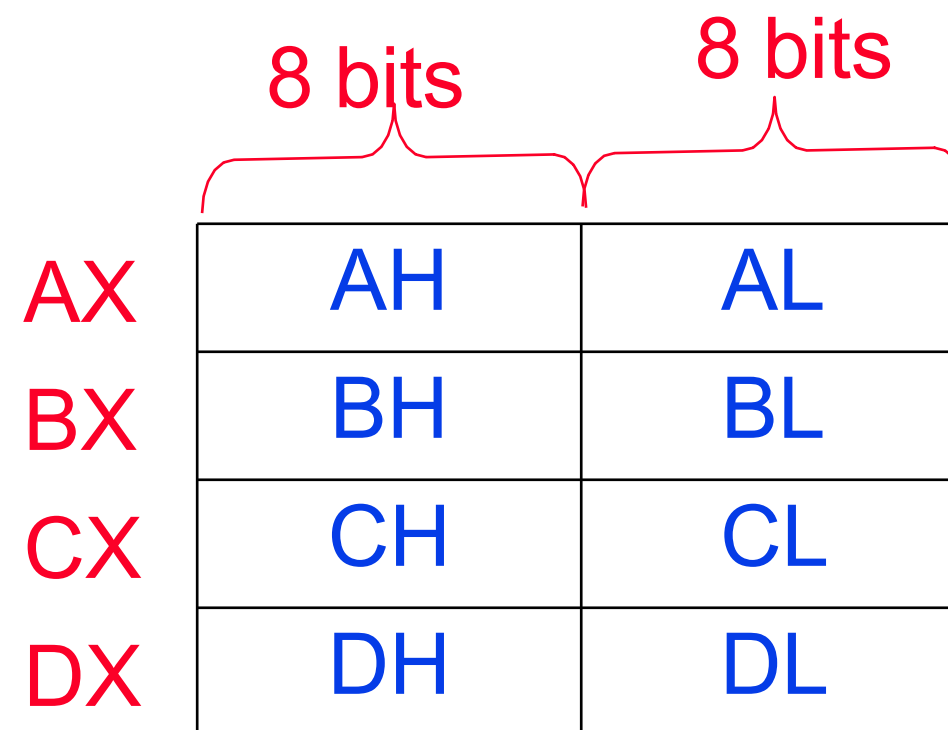 8 bits 8 bits
AX AH AL
BX BH BL
CX CH CL
DX DH DL